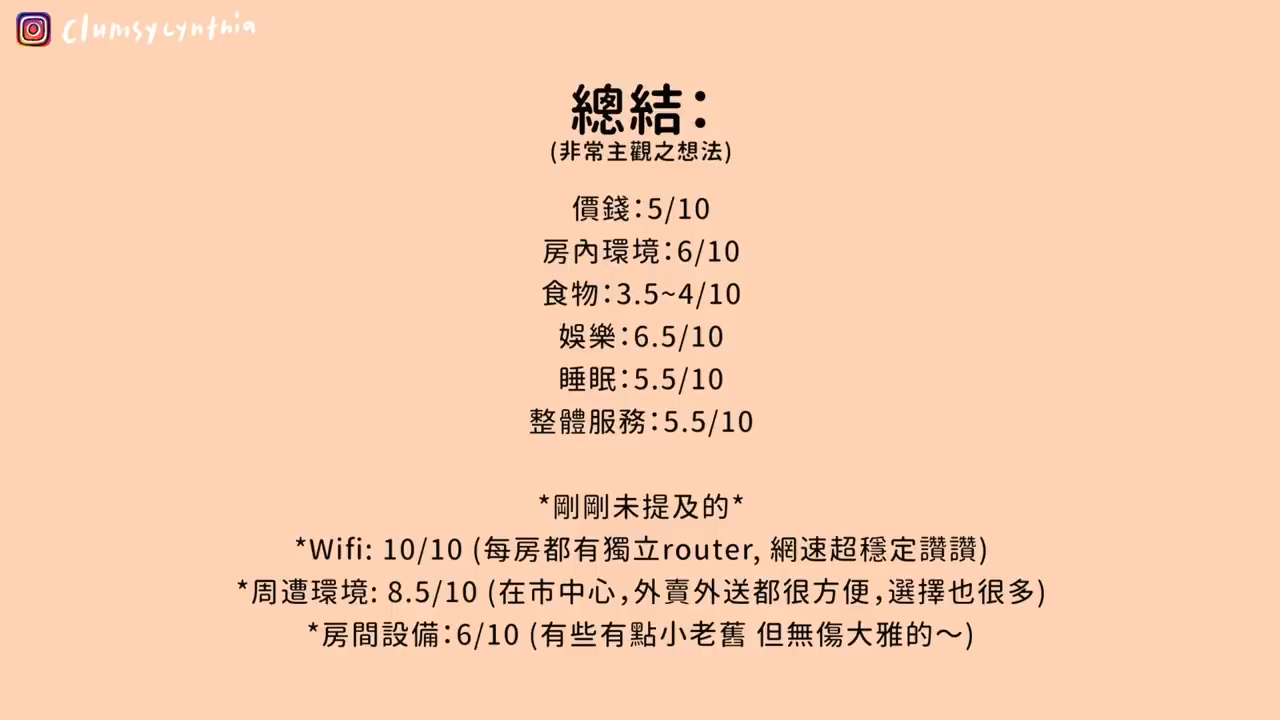 Clumsycynthia
總結：
(非常主觀之想法)
價錢：5/10
房內環境：6/10
食物：3.5~4/10
娛樂：6.5/10
睡眠：5.5/10
整體服務：5.5/10
*剛剛未提及的*
*Wifi: 10/10 (每房都有獨立router, 網速超穩定讚讚)
*周遭環境: 8.5/10 (在市中心，外賣外送都很方便，選擇也很多)
*房間設備：6/10 (有些有點小老舊 但無傷大雅的～)